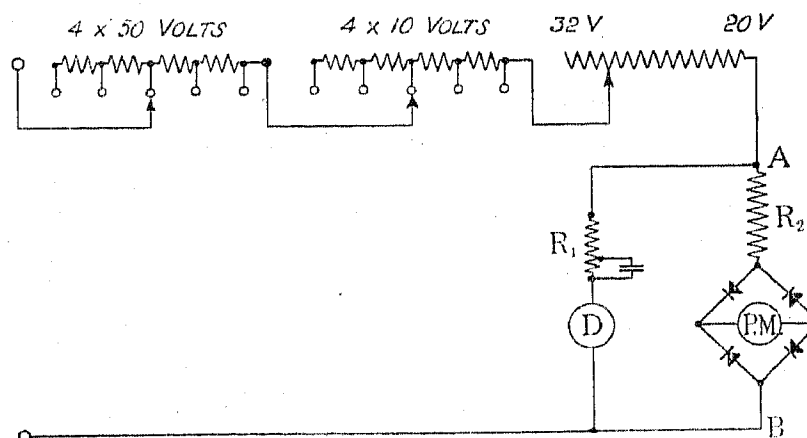 4 x 50 VOLTS 4 x 10 VOLTS 32 V 20 V
A
R₂
R₁
D P.M.
B